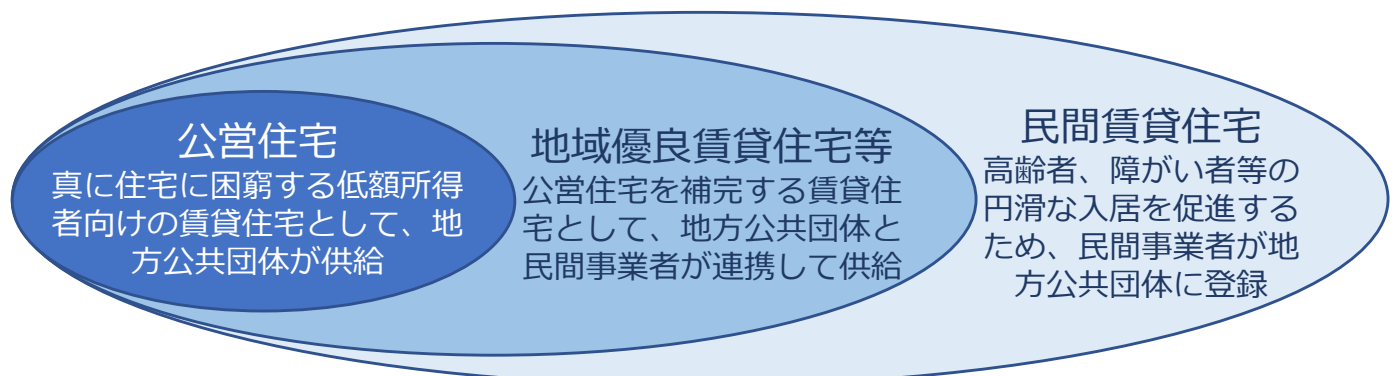 公営住宅
真に住宅に困窮する低額所得
者向けの賃貸住宅として、地
方公共団体が供給
地域優良賃貸住宅等
公営住宅を補完する賃貸住
宅として、地方公共団体と
民間事業者が連携して供給
民間賃貸住宅
高齢者、障がい者等の
円滑な入居を促進する
ため、民間事業者が地
方公共団体に登録